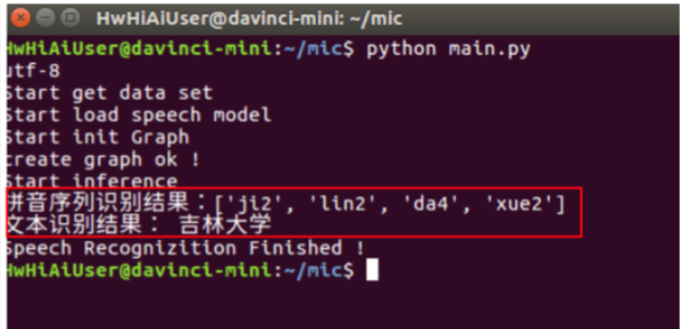 HwHiAiUser@davinci-mini: ~/mic
HwHiAiUser@davinci-mini:~/mic$ python main.py
utf-8
Start get data set
Start load speech model
Start init Graph
create graph ok !
Start inference
拼音序列识别结果：['ji2', 'lin2', 'da4', 'xue2']
文本识别结果： 吉林大学
Speech Recognizition Finished !
HwHiAiUser@davinci-mini:~/mic$